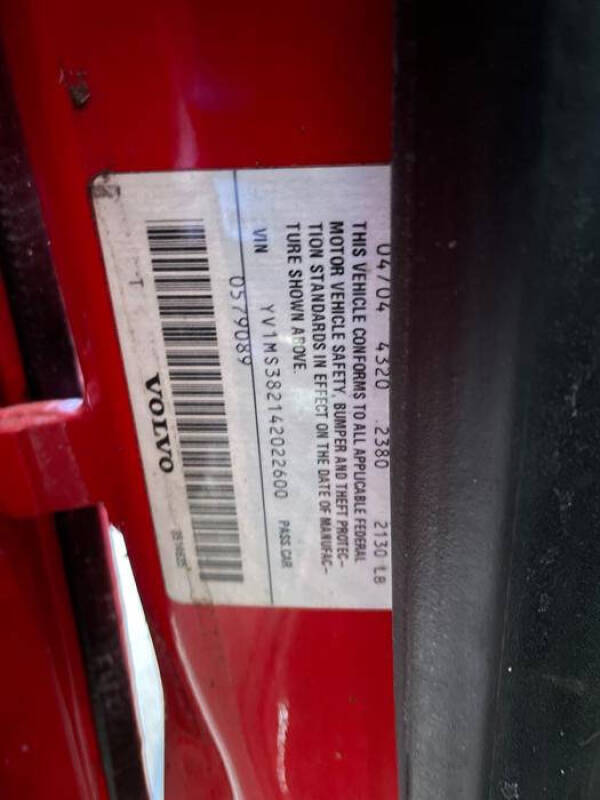 04/04 4320 2380 2130 LB
THIS VEHICLE CONFORMS TO ALL APPLICABLE FEDERAL
MOTOR VEHICLE SAFETY, BUMPER AND THEFT PROTEC-
TION STANDARDS IN EFFECT ON THE DATE OF MANUFAC-
TURE SHOWN ABOVE.
VIN YV1MS382142022600 PASS.CAR
0579089
T VOLVO